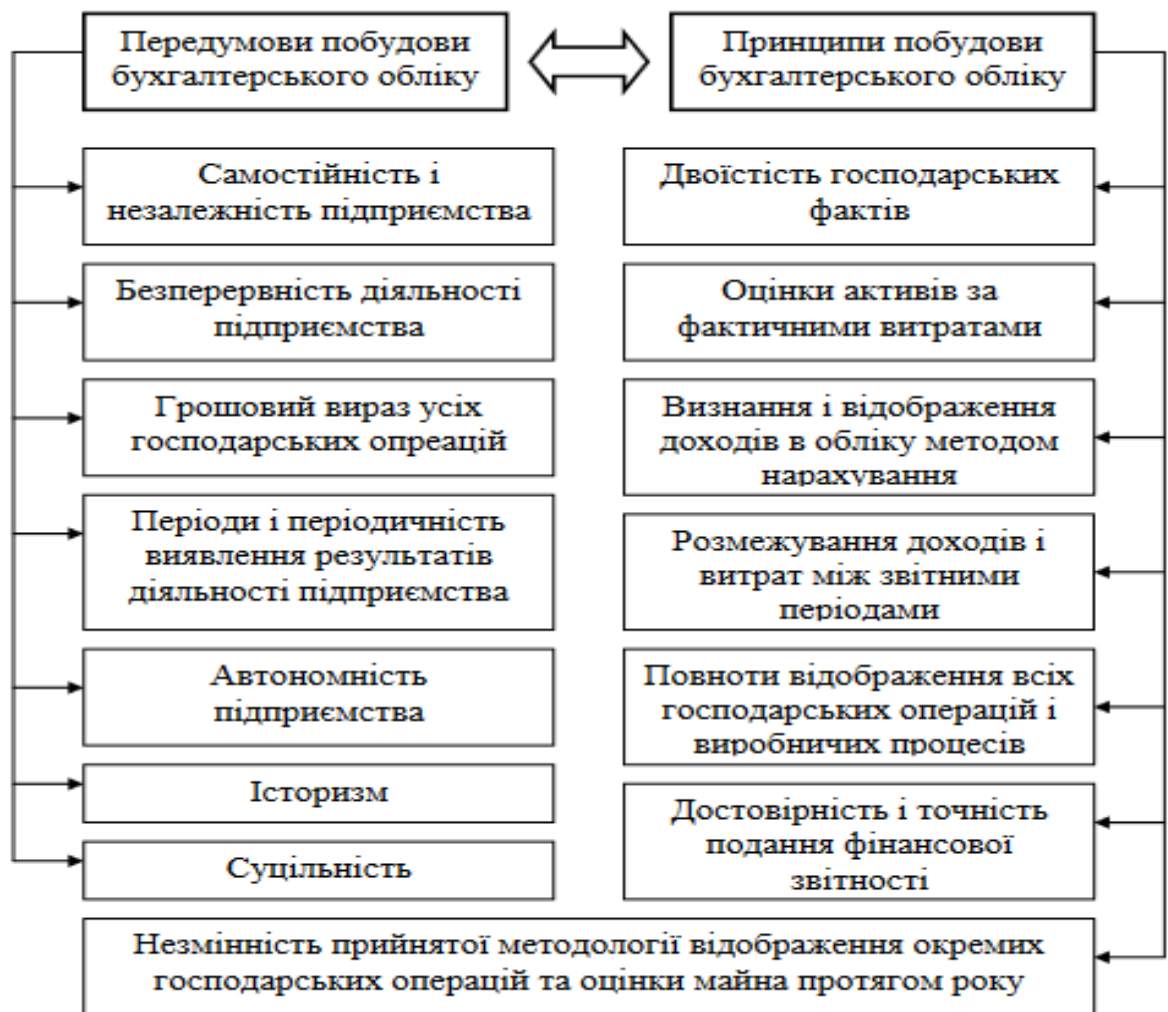 Передумови побудови
бухгалтерського обліку
Принципи побудови
бухгалтерського обліку
Самостійність і
незалежність підприємства
Безперервність діяльності
підприємства
Грошовий вираз усіх
господарських опреацій
Періоди і періодичність
виявлення результатів
діяльності підприємства
Автономність
підприємства
Історизм
Суцільність
Двоїстість господарських
фактів
Оцінки активів за
фактичними витратами
Визнання і відображення
доходів в обліку методом
нарахування
Розмежування доходів і
витрат між звітними
періодами
Повноти відображення всіх
господарських операцій і
виробничих процесів
Достовірність і точність
подання фінансової
звітності
Незмінність прийнятої методології відображення окремих
господарських операцій та оцінки майна протягом року